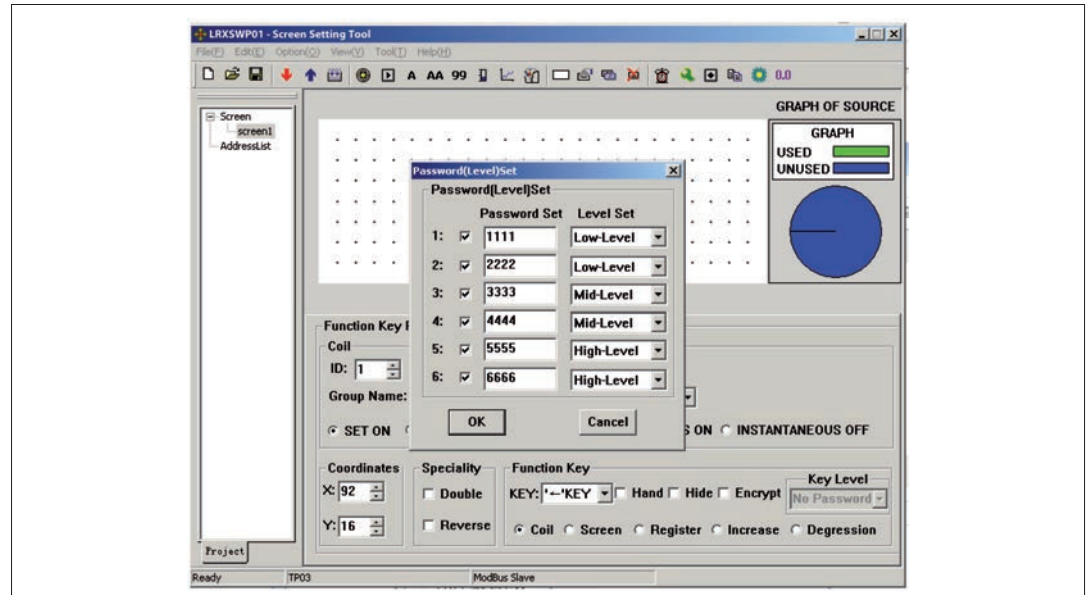 LRXSWP01 - Screen Setting Tool
File(F) Edit(E) Option(O) View(V) Tool(T) Help(H)
A AA 99 0.0
Screen
screen1
AddressList
GRAPH OF SOURCE
GRAPH
USED
UNUSED
Password(Level)Set
Password(Level)Set
Password Set Level Set
1: 1111 Low-Level
2: 2222 Low-Level
3: 3333 Mid-Level
4: 4444 Mid-Level
5: 5555 High-Level
6: 6666 High-Level
OK Cancel
Function Key
Coil
ID: 1
Group Name:
SET ON S ON INSTANTANEOUS OFF
Coordinates Speciality Function Key
X: 92 Double KEY: '←'KEY Hand Hide Encrypt Key Level
No Password
Y: 16 Reverse Coil Screen Register Increase Degression
Project
Ready TP03 ModBus Slave